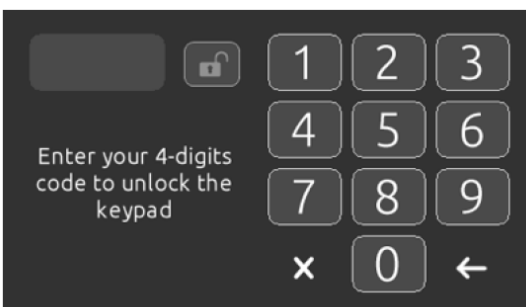 1 2 3
4 5 6
Enter your 4-digits
code to unlock the
keypad
7 8 9
0